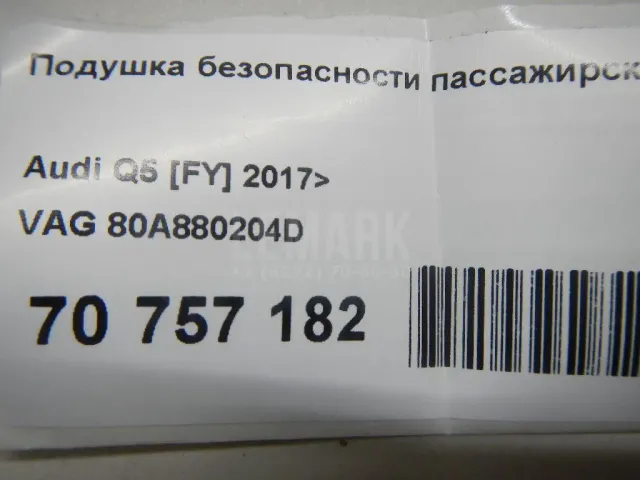 Подушка безопасности пассажирск
Audi Q5 [FY] 2017>
VAG 80A880204D
70 757 182